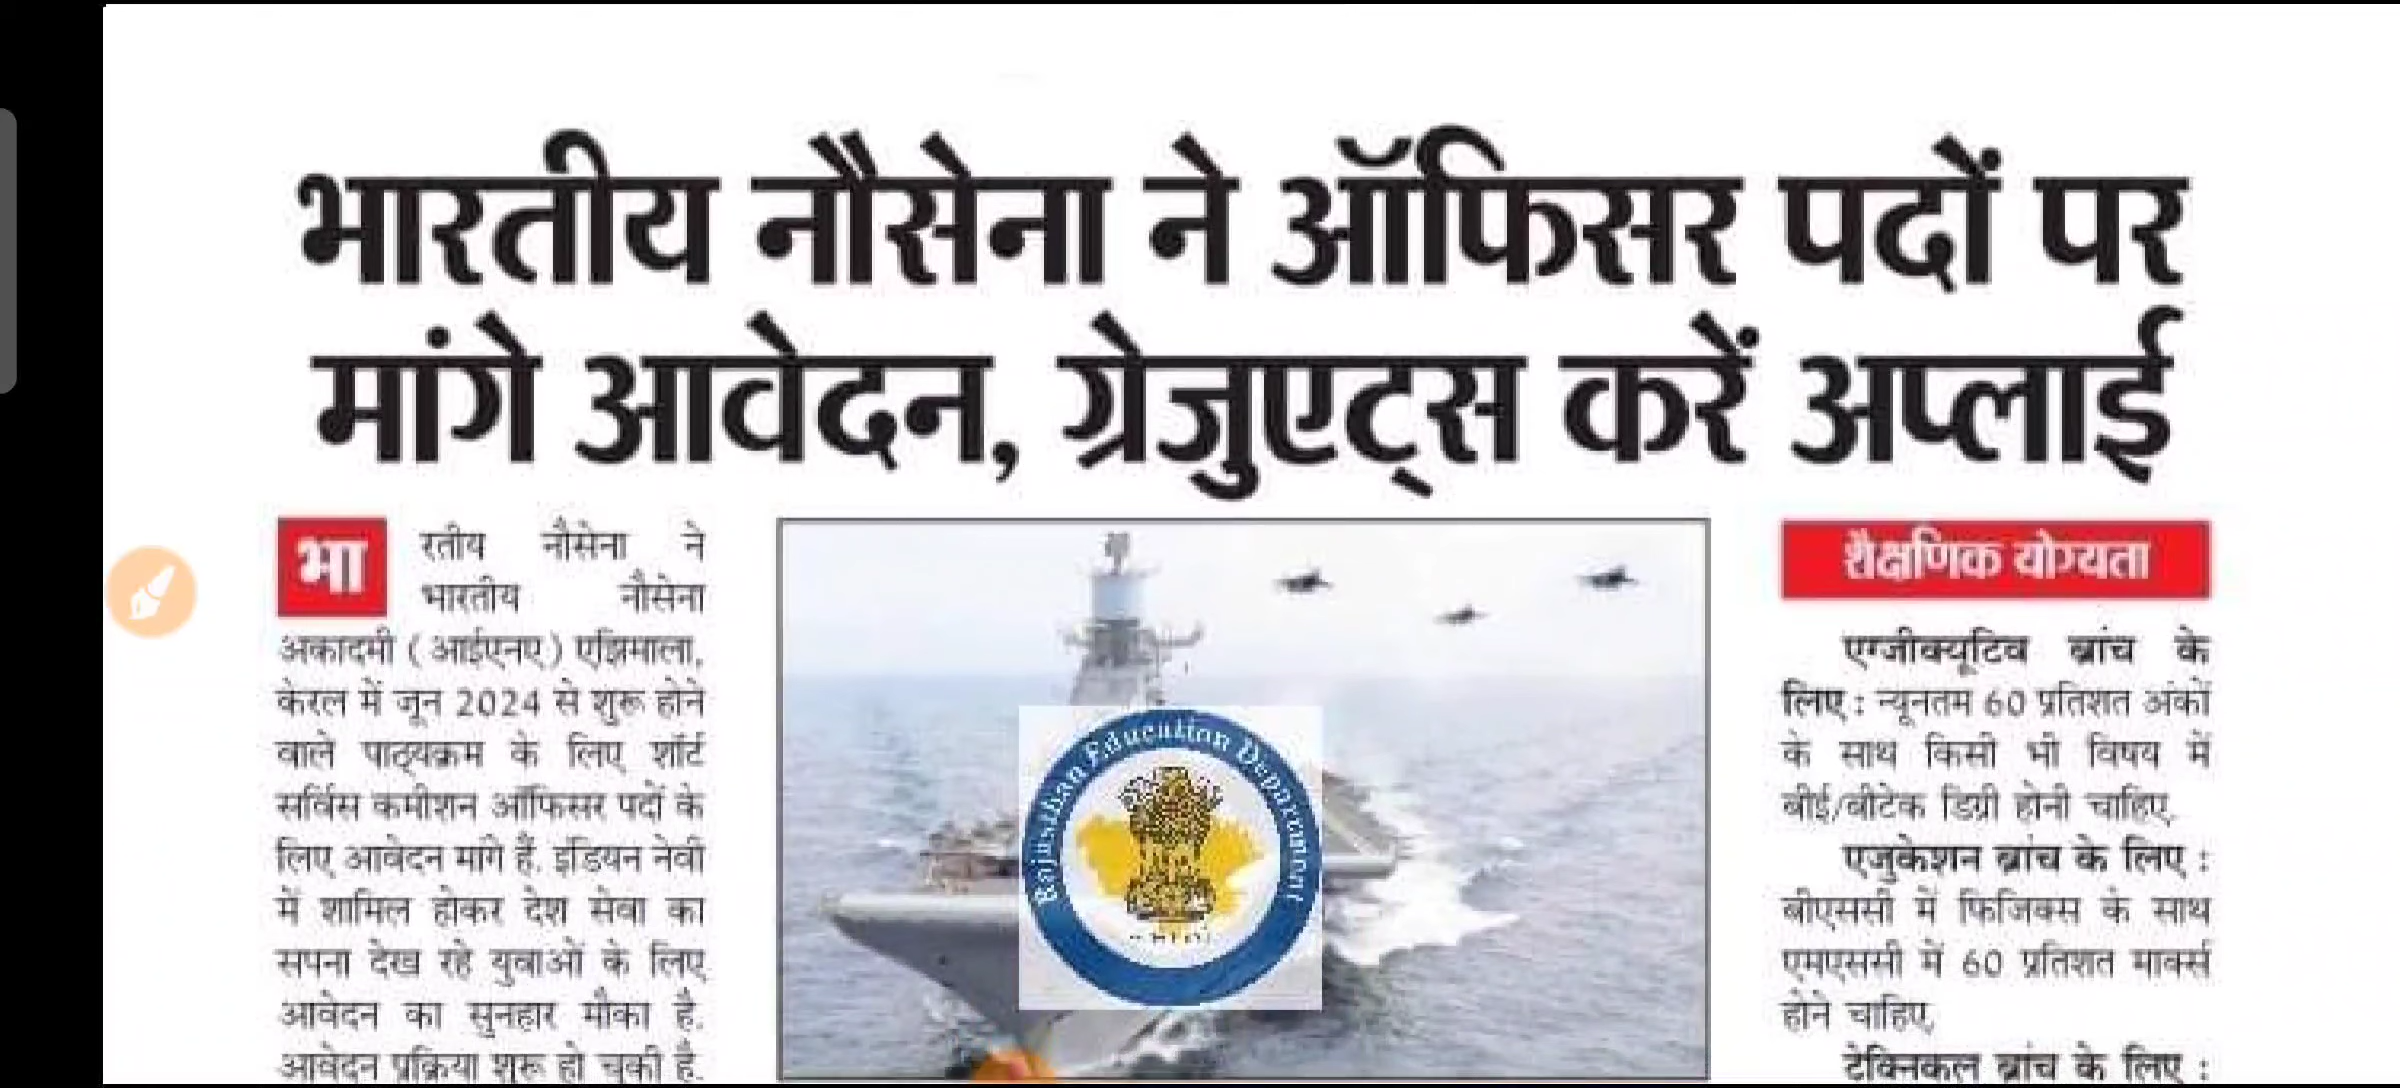 भारतीय नौसेना ने ऑफिसर पदों पर
मांगे आवेदन, ग्रेजुएट्स करें अप्लाई
भारतीय नौसेना ने
भारतीय नौसेना
अकादमी (आईएनए) एझिमाला,
केरल में जून 2024 से शुरू होने
वाले पाठ्यक्रम के लिए शॉर्ट
सर्विस कमीशन ऑफिसर पदों के
लिए आवेदन मांगे हैं. इंडियन नेवी
में शामिल होकर देश सेवा का
सपना देख रहे युवाओं के लिए
आवेदन का सुनहार मौका है.
आवेदन प्रक्रिया शुरू हो चुकी है.
Rajasthan Education Department
शैक्षणिक योग्यता
एग्जीक्यूटिव ब्रांच के
लिए : न्यूनतम 60 प्रतिशत अंकों
के साथ किसी भी विषय में
बीई/बीटेक डिग्री होनी चाहिए.
एजुकेशन ब्रांच के लिए :
बीएससी में फिजिक्स के साथ
एमएससी में 60 प्रतिशत मार्क्स
होने चाहिए.
टेक्निकल ब्रांच के लिए :